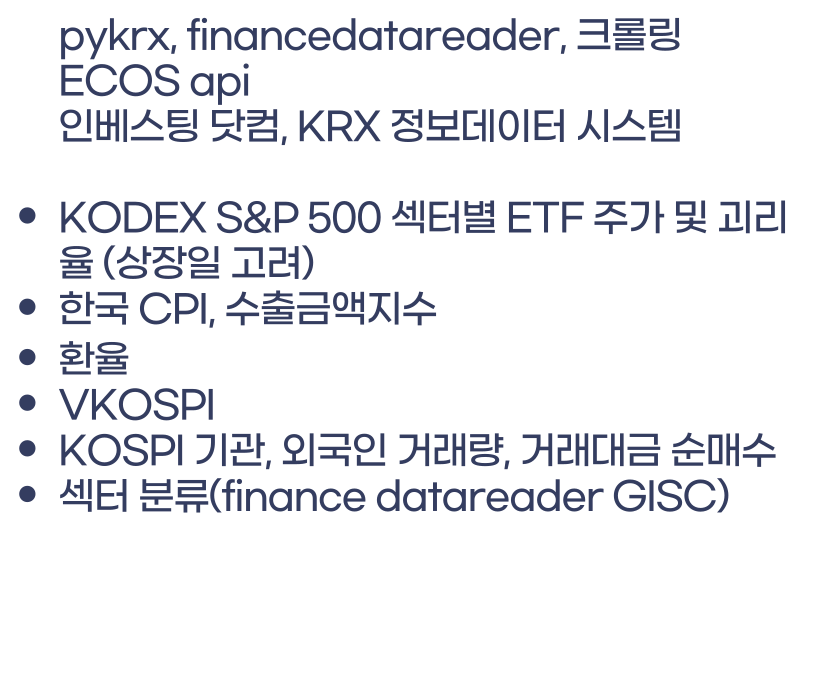 pykrx, financedatareader, 크롤링
ECOS api
인베스팅 닷컴, KRX 정보데이터 시스템
• KODEX S&P 500 섹터별 ETF 주가 및 괴리
율 (상장일 고려)
• 한국 CPI, 수출금액지수
• 환율
• VKOSPI
• KOSPI 기관, 외국인 거래량, 거래대금 순매수
• 섹터 분류(finance datareader GISC)